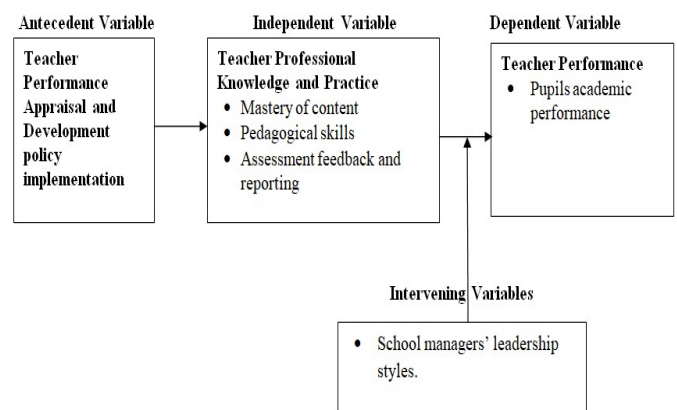 Antecedent Variable
Independent Variable
Dependent Variable
Teacher
Performance
Appraisal and
Development
policy
implementation
Teacher Professional
Knowledge and Practice
• Mastery of content
• Pedagogical skills
• Assessment feedback and
reporting
Teacher Performance
• Pupils academic
performance
Intervening Variables
• School managers’ leadership
styles.